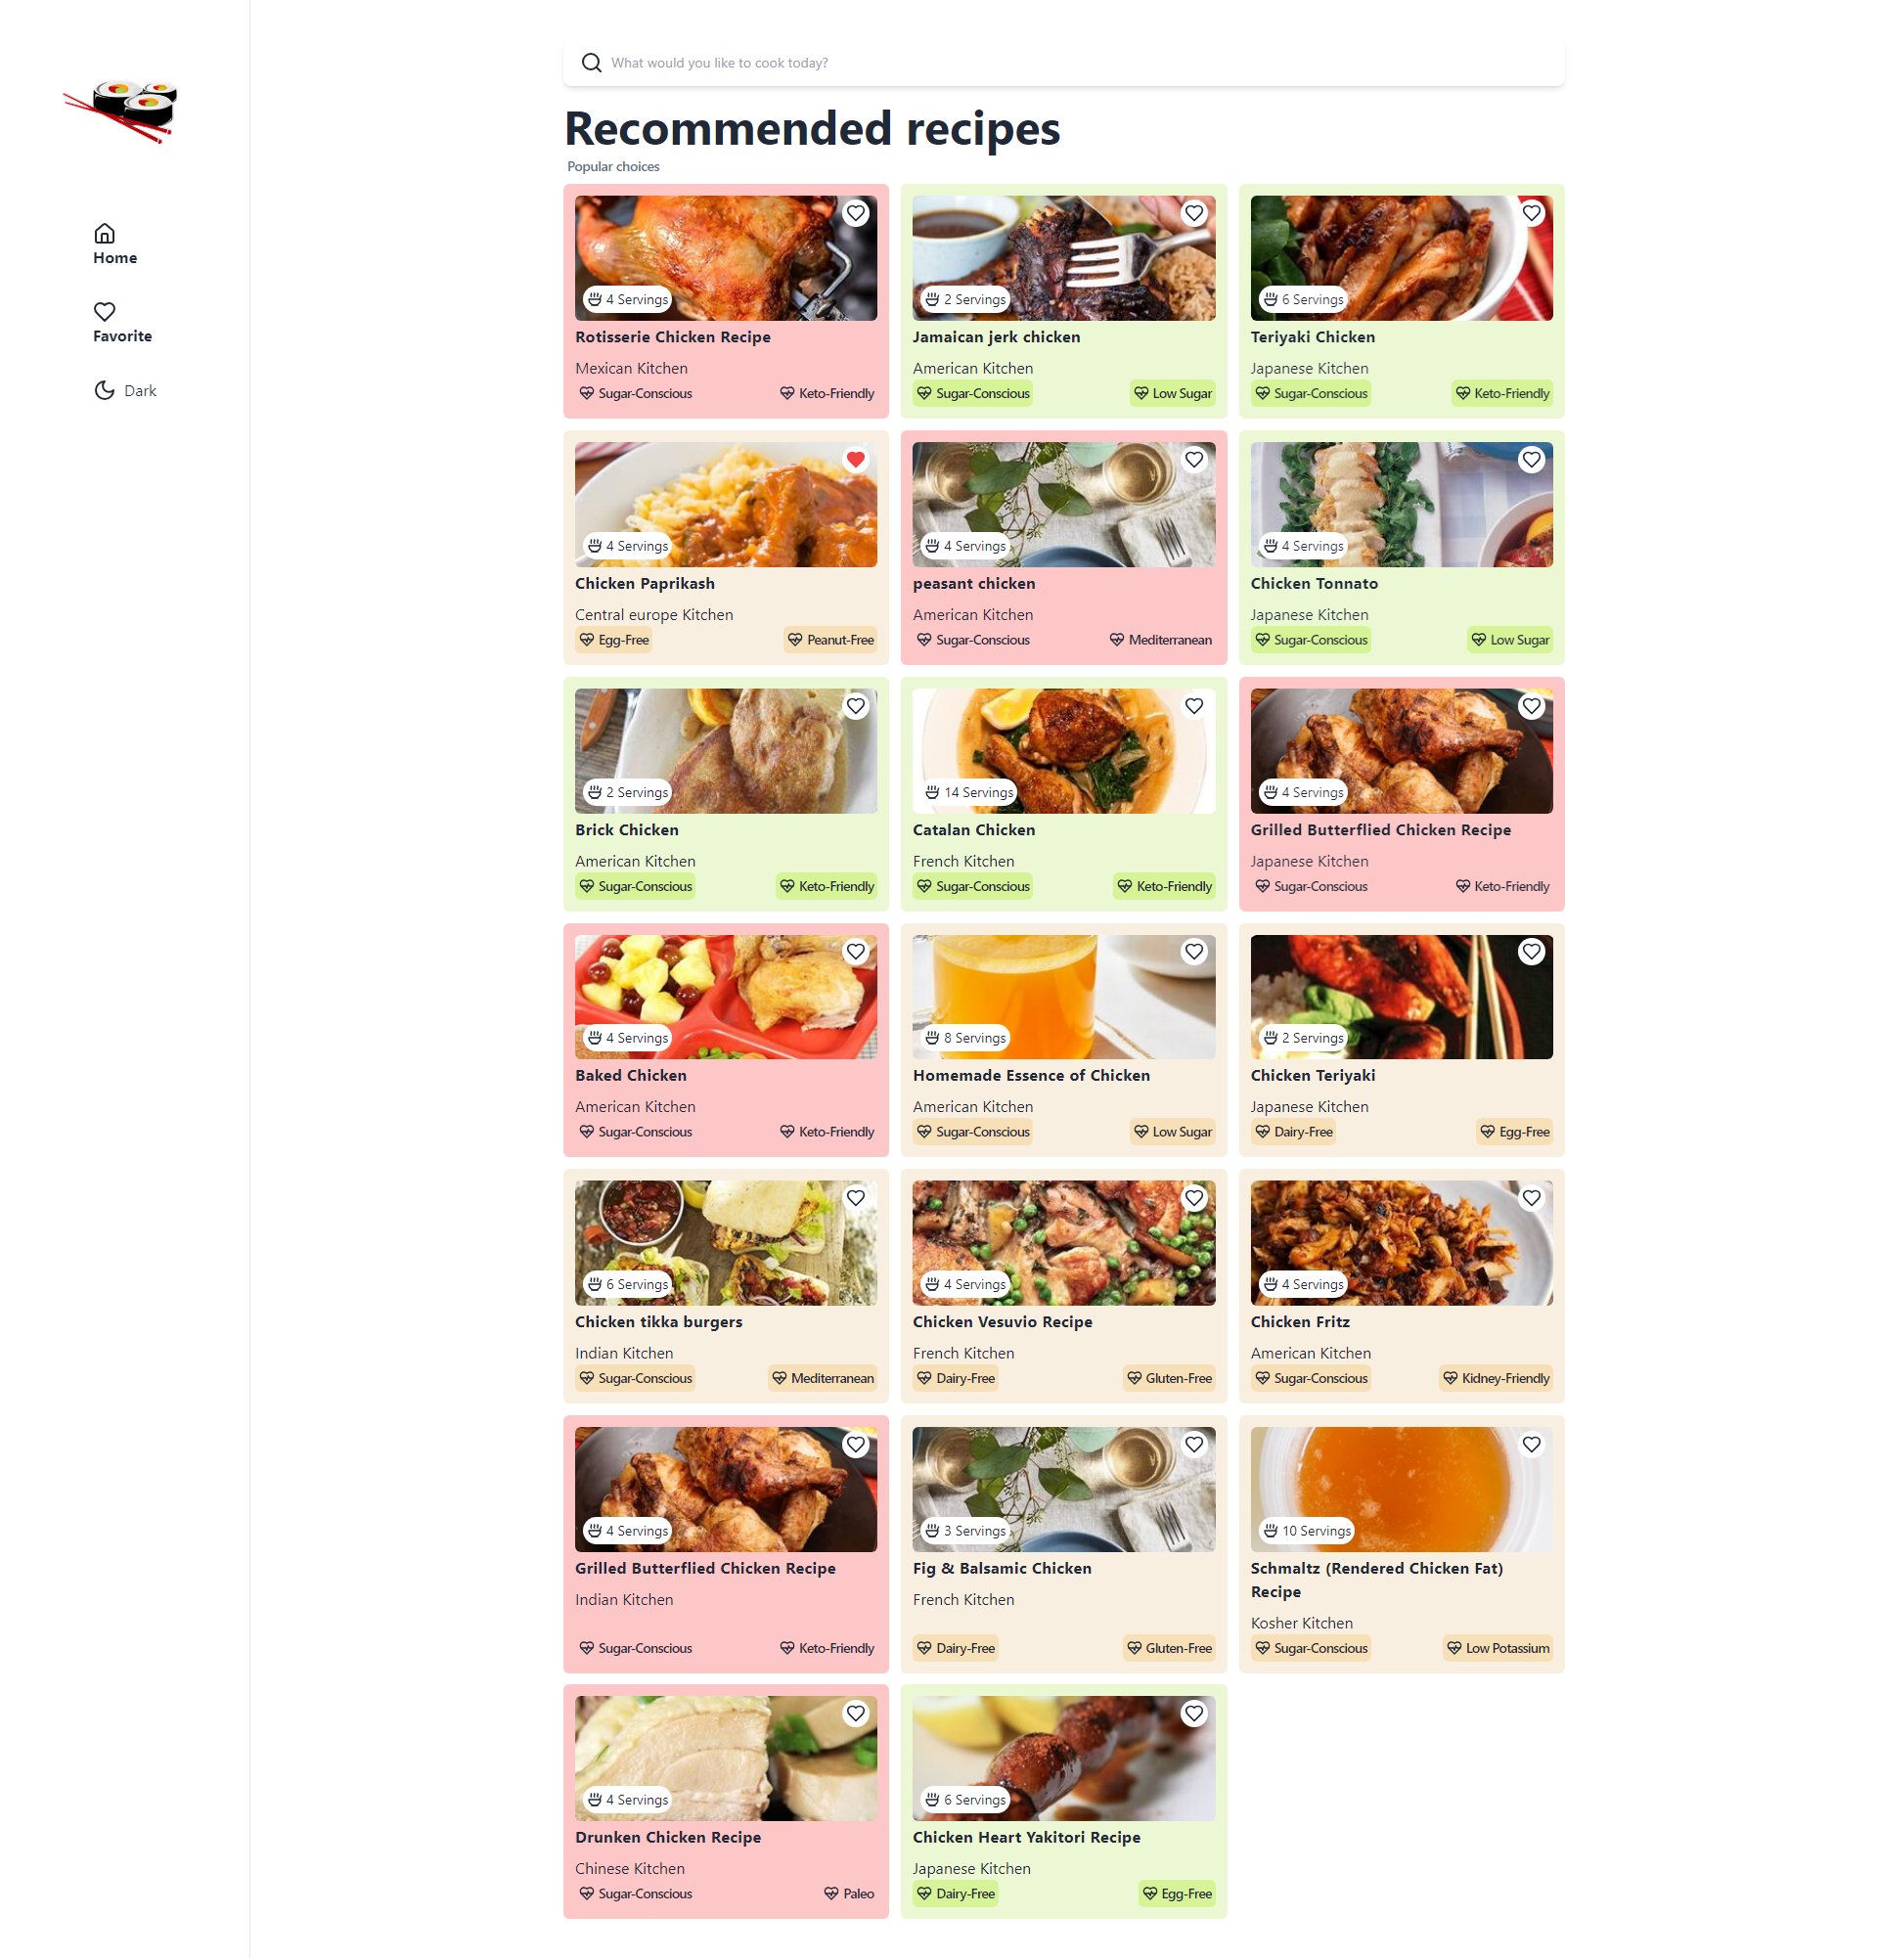 What would you like to cook today?
Recommended recipes
Popular choices
Home
Favorite
Dark
4 Servings
Rotisserie Chicken Recipe
Mexican Kitchen
Sugar-Conscious
Keto-Friendly
2 Servings
Jamaican jerk chicken
American Kitchen
Sugar-Conscious
Low Sugar
6 Servings
Teriyaki Chicken
Japanese Kitchen
Sugar-Conscious
Keto-Friendly
4 Servings
Chicken Paprikash
Central europe Kitchen
Egg-Free
Peanut-Free
4 Servings
peasant chicken
American Kitchen
Sugar-Conscious
Mediterranean
4 Servings
Chicken Tonnato
Japanese Kitchen
Sugar-Conscious
Low Sugar
2 Servings
Brick Chicken
American Kitchen
Sugar-Conscious
Keto-Friendly
14 Servings
Catalan Chicken
French Kitchen
Sugar-Conscious
Keto-Friendly
4 Servings
Grilled Butterflied Chicken Recipe
Japanese Kitchen
Sugar-Conscious
Keto-Friendly
4 Servings
Baked Chicken
American Kitchen
Sugar-Conscious
Keto-Friendly
8 Servings
Homemade Essence of Chicken
American Kitchen
Sugar-Conscious
Low Sugar
2 Servings
Chicken Teriyaki
Japanese Kitchen
Dairy-Free
Egg-Free
6 Servings
Chicken tikka burgers
Indian Kitchen
Sugar-Conscious
Mediterranean
4 Servings
Chicken Vesuvio Recipe
French Kitchen
Dairy-Free
Gluten-Free
4 Servings
Chicken Fritz
American Kitchen
Sugar-Conscious
Kidney-Friendly
4 Servings
Grilled Butterflied Chicken Recipe
Indian Kitchen
Sugar-Conscious
Keto-Friendly
3 Servings
Fig & Balsamic Chicken
French Kitchen
Dairy-Free
Gluten-Free
10 Servings
Schmaltz (Rendered Chicken Fat)
Recipe
Kosher Kitchen
Sugar-Conscious
Low Potassium
4 Servings
Drunken Chicken Recipe
Chinese Kitchen
Sugar-Conscious
Paleo
6 Servings
Chicken Heart Yakitori Recipe
Japanese Kitchen
Dairy-Free
Egg-Free